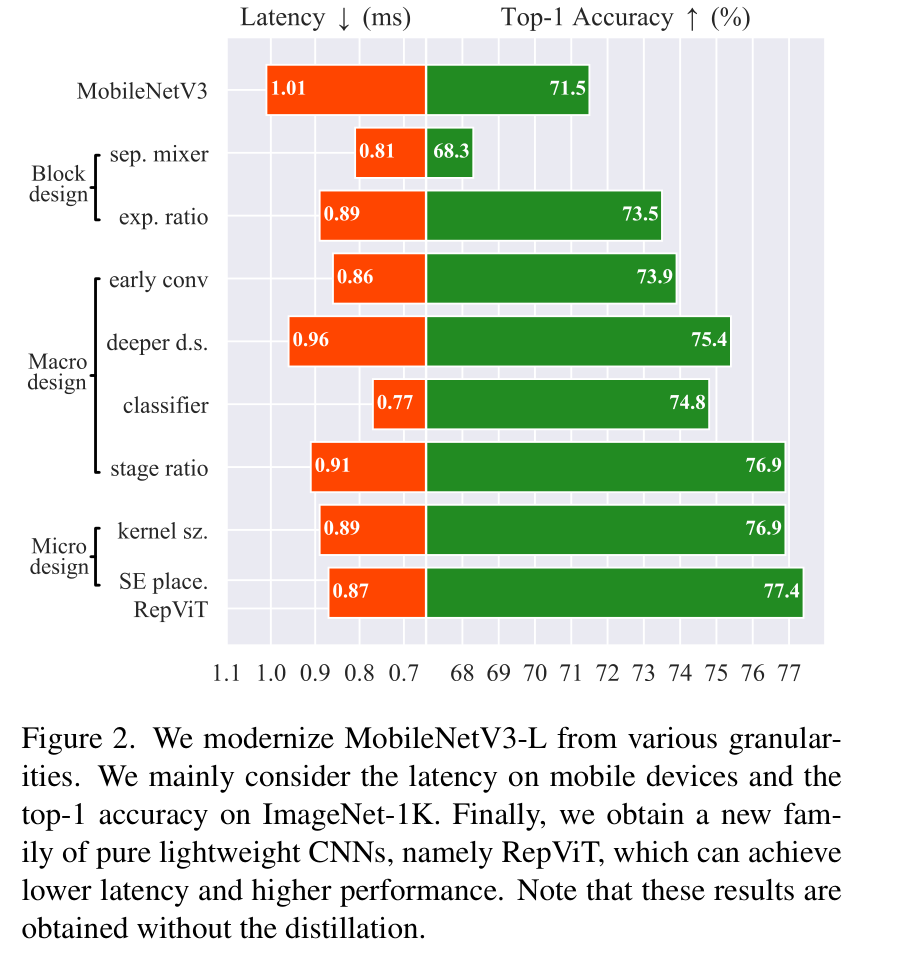 Latency ↓ (ms) Top-1 Accuracy ↑ (%)
MobileNetV3 1.01 71.5
Block
design
sep. mixer 0.81 68.3
exp. ratio 0.89 73.5
Macro
design
early conv 0.86 73.9
deeper d.s. 0.96 75.4
classifier 0.77 74.8
stage ratio 0.91 76.9
Micro
design
kernel sz. 0.89 76.9
SE place.
RepViT
0.87 77.4
1.1 1.0 0.9 0.8 0.7 68 69 70 71 72 73 74 75 76 77
Figure 2. We modernize MobileNetV3-L from various granular-
ities. We mainly consider the latency on mobile devices and the
top-1 accuracy on ImageNet-1K. Finally, we obtain a new fam-
ily of pure lightweight CNNs, namely RepViT, which can achieve
lower latency and higher performance. Note that these results are
obtained without the distillation.